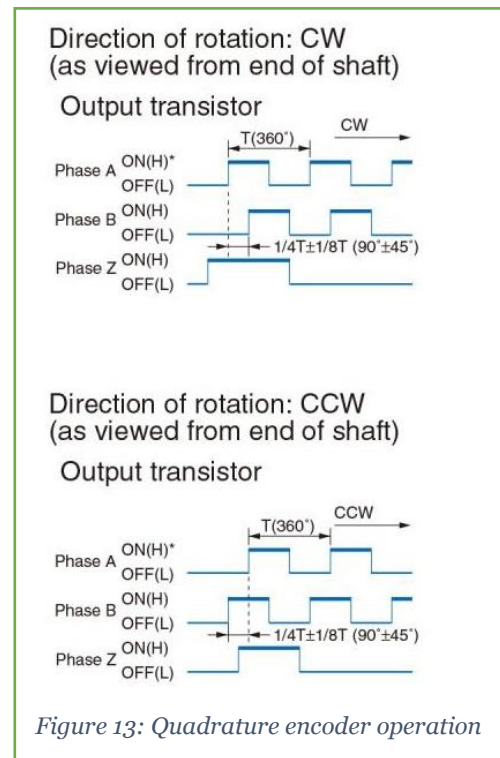 Direction of rotation: CW
(as viewed from end of shaft)
Output transistor
CW
T(360°)
Phase A ON(H)*
OFF(L)
Phase B ON(H)
OFF(L)
1/4T±1/8T (90°±45°)
Phase Z ON(H)
OFF(L)
Direction of rotation: CCW
(as viewed from end of shaft)
Output transistor
CCW
T(360°)
Phase A ON(H)*
OFF(L)
Phase B ON(H)
OFF(L)
1/4T±1/8T (90°±45°)
Phase Z ON(H)
OFF(L)
Figure 13: Quadrature encoder operation